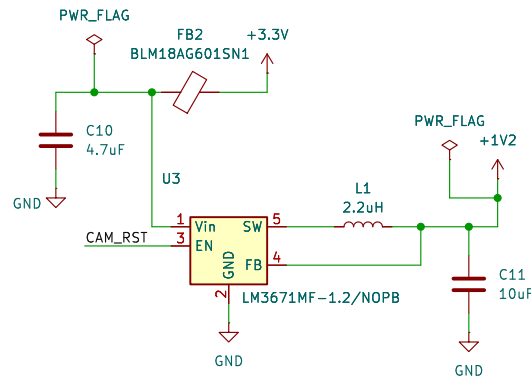 PWR_FLAG
FB2
BLM18AG601SN1
+3.3V
C10
4.7uF
GND
PWR_FLAG
+1V2
U3
L1
2.2uH
1
Vin
SW
5
CAM_RST
3
EN
GND
FB
4
2
LM3671MF-1.2/NOPB
C11
10uF
GND
GND